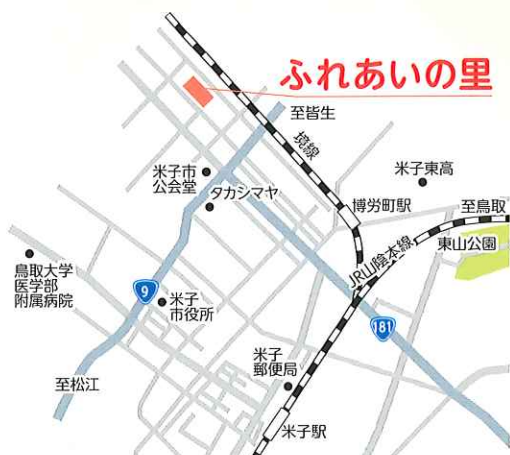 ふれあいの里
至皆生
境線
米子市
公会堂
タカシマヤ
米子東高
博労町駅
至鳥取
東山公園
JR山陰本線
鳥取大学
医学部
附属病院
9
米子
市役所
181
米子
郵便局
至松江
米子駅